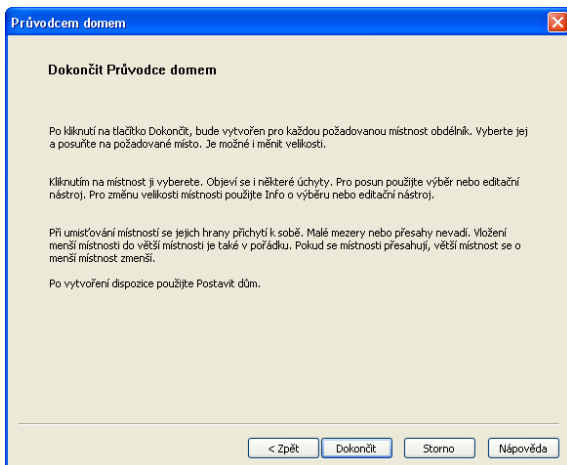 Průvodcem domem
Dokončit Průvodce domem
Po kliknutí na tlačítko Dokončit, bude vytvořen pro každou požadovanou místnost obdélník. Vyberte jej
a posuňte na požadované místo. Je možné i měnit velikosti.
Kliknutím na místnost ji vyberete. Objeví se i některé úchyty. Pro posun použijte výběr nebo editační
nástroj. Pro změnu velikosti místnosti použijte Info o výběru nebo editační nástroj.
Při umisťování místností se jejich hrany přichytí k sobě. Malé mezery nebo přesahy nevadí. Vložení
menší místnosti do větší místnosti je také v pořádku. Pokud se místnosti přesahují, větší místnost se o
menší místnost zmenší.
Po vytvoření dispozice použijte Postavit dům.
< Zpět Dokončit Storno Nápověda